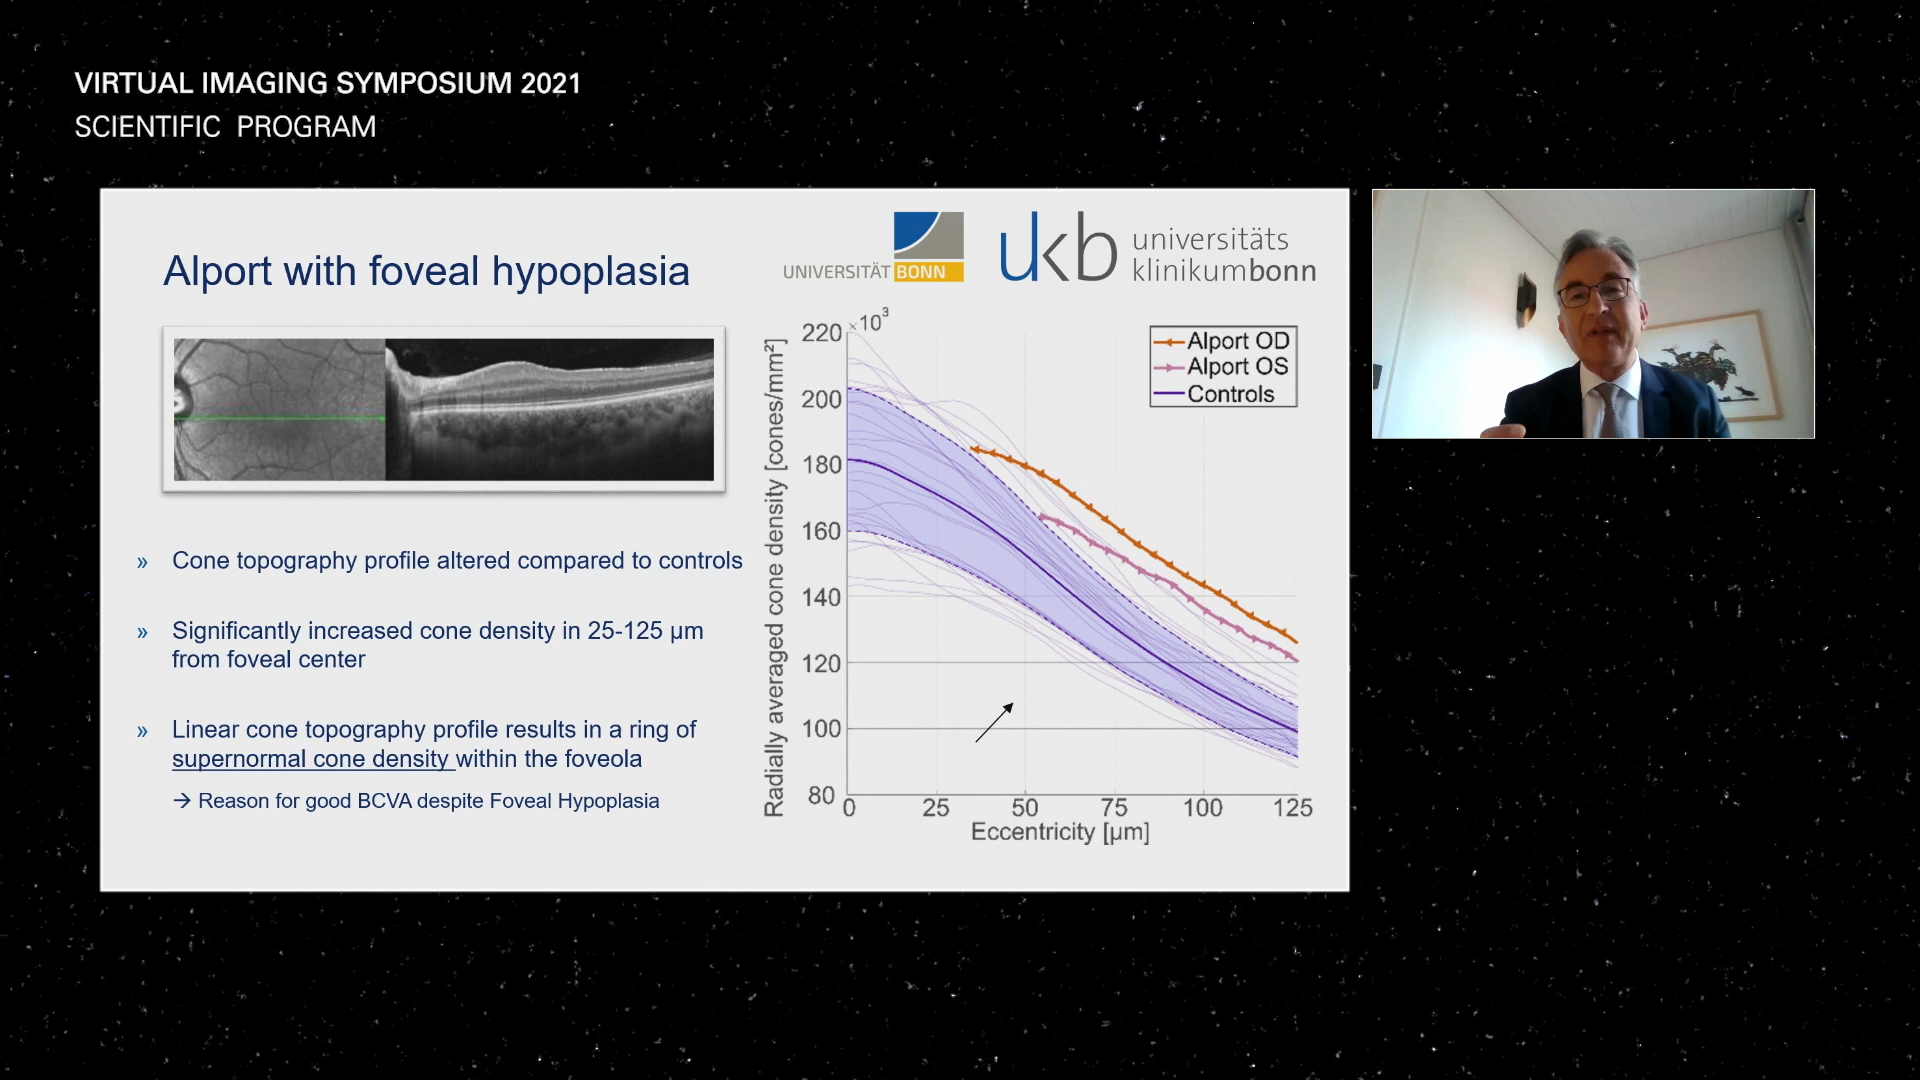 VIRTUAL IMAGING SYMPOSIUM 2021
SCIENTIFIC PROGRAM
Alport with foveal hypoplasia
UNIVERSITÄT BONN
ukb universitäts
klinikumbonn
» Cone topography profile altered compared to controls
» Significantly increased cone density in 25-125 µm
from foveal center
» Linear cone topography profile results in a ring of
supernormal cone density within the foveola
→ Reason for good BCVA despite Foveal Hypoplasia
×10³
Radially averaged cone density [cones/mm²]
220
200
180
160
140
120
100
80
Alport OD
Alport OS
Controls
0 25 50 75 100 125
Eccentricity [µm]